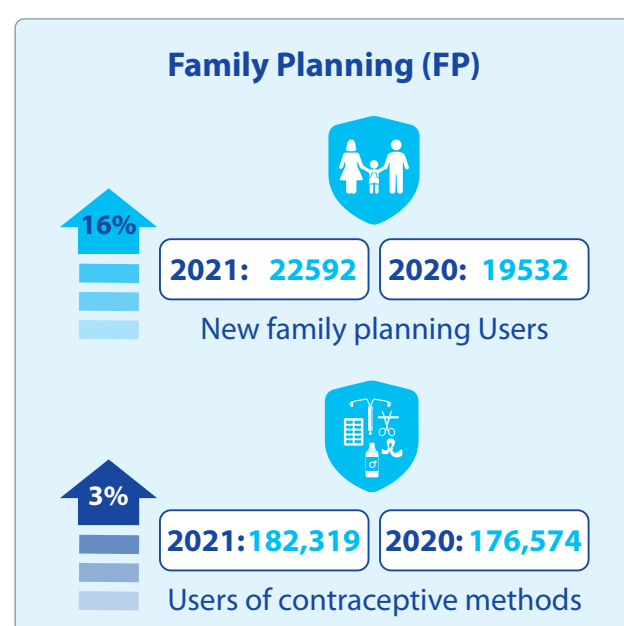 Family Planning (FP)
16%
2021: 22592 2020: 19532
New family planning Users
3%
2021:182,319 2020:176,574
Users of contraceptive methods